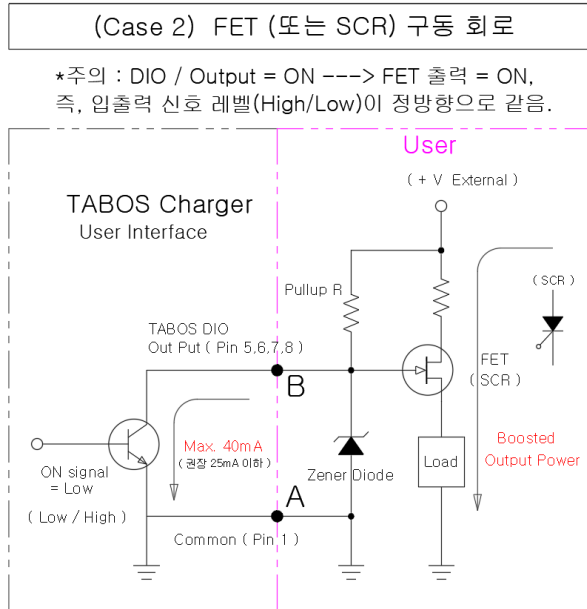 (Case 2) FET (또는 SCR) 구동 회로
*주의 : DIO / Output = ON ---> FET 출력 = ON,
즉, 입출력 신호 레벨(High/Low)이 정방향으로 같음.
User
( + V External )
TABOS Charger
User Interface
Pullup R
( SCR )
TABOS DIO
Out Put ( Pin 5,6,7,8 )
B
FET
( SCR )
Max. 40mA
( 권장 25mA 이하 )
Zener Diode
Load
Boosted
Output Power
ON signal
= Low
( Low / High )
A
Common ( Pin 1 )